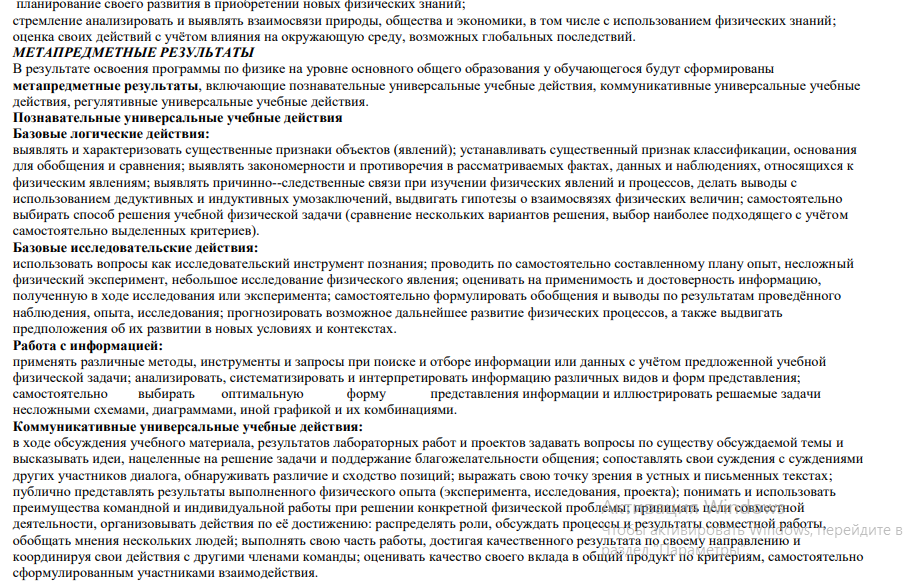 планирование своего развития в приобретении новых физических знаний;
стремление анализировать и выявлять взаимосвязи природы, общества и экономики, в том числе с использованием физических знаний;
оценка своих действий с учётом влияния на окружающую среду, возможных глобальных последствий.
МЕТАПРЕДМЕТНЫЕ РЕЗУЛЬТАТЫ
В результате освоения программы по физике на уровне основного общего образования у обучающегося будут сформированы
метапредметные результаты, включающие познавательные универсальные учебные действия, коммуникативные универсальные учебные
действия, регулятивные универсальные учебные действия.
Познавательные универсальные учебные действия
Базовые логические действия:
выявлять и характеризовать существенные признаки объектов (явлений); устанавливать существенный признак классификации, основания
для обобщения и сравнения; выявлять закономерности и противоречия в рассматриваемых фактах, данных и наблюдениях, относящихся к
физическим явлениям; выявлять причинно--следственные связи при изучении физических явлений и процессов, делать выводы с
использованием дедуктивных и индуктивных умозаключений, выдвигать гипотезы о взаимосвязях физических величин; самостоятельно
выбирать способ решения учебной физической задачи (сравнение нескольких вариантов решения, выбор наиболее подходящего с учётом
самостоятельно выделенных критериев).
Базовые исследовательские действия:
использовать вопросы как исследовательский инструмент познания; проводить по самостоятельно составленному плану опыт, несложный
физический эксперимент, небольшое исследование физического явления; оценивать на применимость и достоверность информацию,
полученную в ходе исследования или эксперимента; самостоятельно формулировать обобщения и выводы по результатам проведённого
наблюдения, опыта, исследования; прогнозировать возможное дальнейшее развитие физических процессов, а также выдвигать
предположения об их развитии в новых условиях и контекстах.
Работа с информацией:
применять различные методы, инструменты и запросы при поиске и отборе информации или данных с учётом предложенной учебной
физической задачи; анализировать, систематизировать и интерпретировать информацию различных видов и форм представления;
самостоятельно выбирать оптимальную форму представления информации и иллюстрировать решаемые задачи
несложными схемами, диаграммами, иной графикой и их комбинациями.
Коммуникативные универсальные учебные действия:
в ходе обсуждения учебного материала, результатов лабораторных работ и проектов задавать вопросы по существу обсуждаемой темы и
высказывать идеи, нацеленные на решение задачи и поддержание благожелательности общения; сопоставлять свои суждения с суждениями
других участников диалога, обнаруживать различие и сходство позиций; выражать свою точку зрения в устных и письменных текстах;
публично представлять результаты выполненного физического опыта (эксперимента, исследования, проекта); понимать и использовать
преимущества командной и индивидуальной работы при решении конкретной физической проблемы; принимать цели совместной
деятельности, организовывать действия по её достижению: распределять роли, обсуждать процессы и результаты совместной работы,
обобщать мнения нескольких людей; выполнять свою часть работы, достигая качественного результата по своему направлению и
координируя свои действия с другими членами команды; оценивать качество своего вклада в общий продукт по критериям, самостоятельно
сформулированным участниками взаимодействия.
Активация Windows
Чтобы активировать Windows, перейдите в
раздел "Параметры".